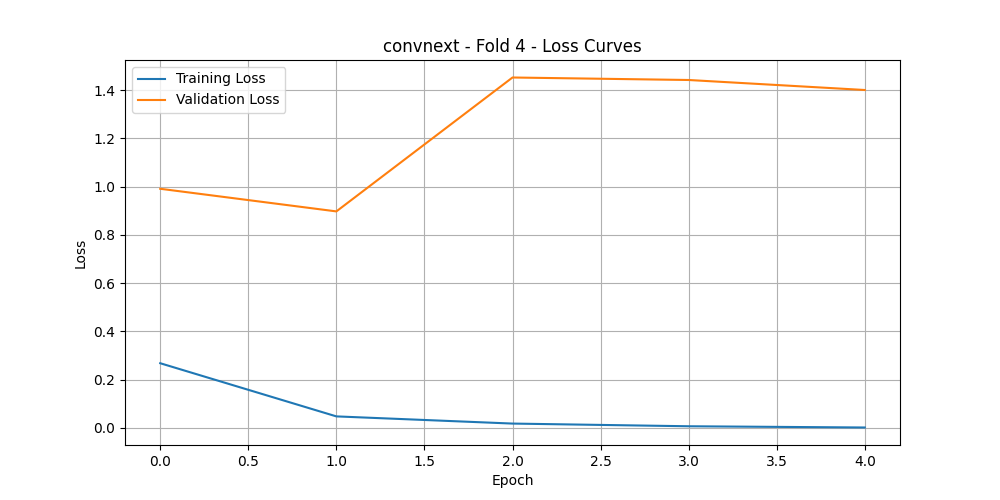 convnext - Fold 4 - Loss Curves
Training Loss
Validation Loss
1.4
1.2
1.0
0.8
0.6
0.4
0.2
0.0
Loss
0.0 0.5 1.0 1.5 2.0 2.5 3.0 3.5 4.0
Epoch